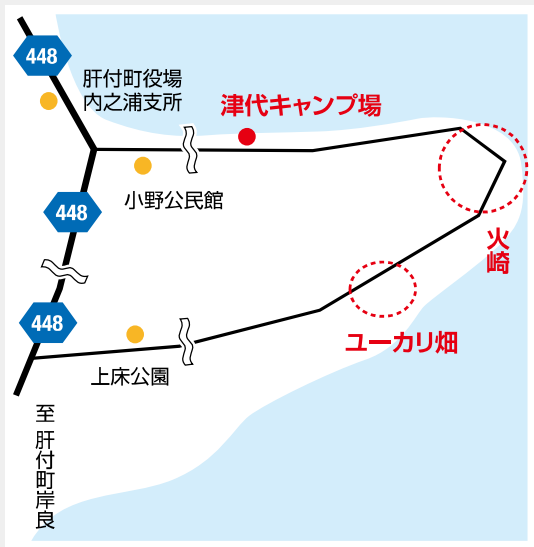 448
肝付町役場
内之浦支所
津代キャンプ場
小野公民館
448
火崎
448
ユーカリ畑
上床公園
至 肝付町岸良